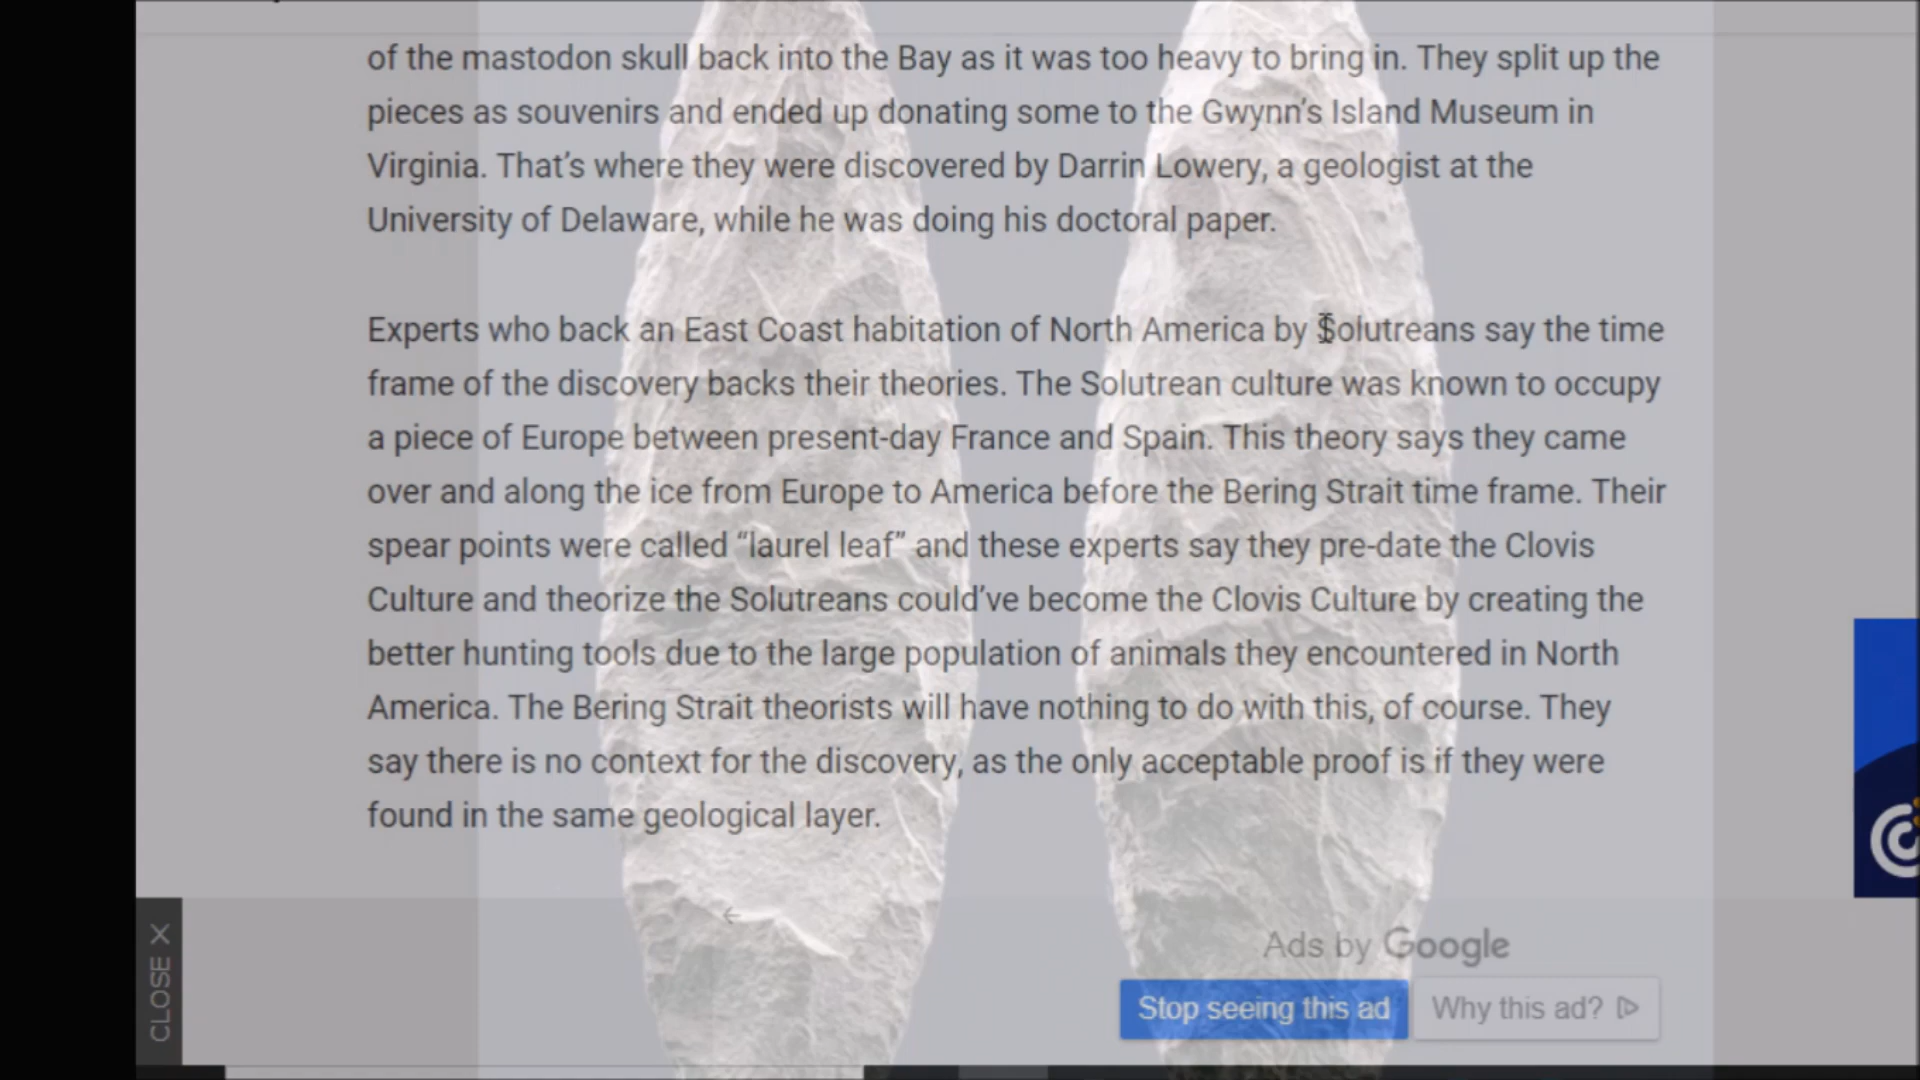 of the mastodon skull back into the Bay as it was too heavy to bring in. They split up the
pieces as souvenirs and ended up donating some to the Gwynn’s Island Museum in
Virginia. That’s where they were discovered by Darrin Lowery, a geologist at the
University of Delaware, while he was doing his doctoral paper.
Experts who back an East Coast habitation of North America by Solutreans say the time
frame of the discovery backs their theories. The Solutrean culture was known to occupy
a piece of Europe between present-day France and Spain. This theory says they came
over and along the ice from Europe to America before the Bering Strait time frame. Their
spear points were called “laurel leaf” and these experts say they pre-date the Clovis
Culture and theorize the Solutreans could’ve become the Clovis Culture by creating the
better hunting tools due to the large population of animals they encountered in North
America. The Bering Strait theorists will have nothing to do with this, of course. They
say there is no context for the discovery, as the only acceptable proof is if they were
found in the same geological layer.
CLOSE X
Ads by Google
Stop seeing this ad
Why this ad?